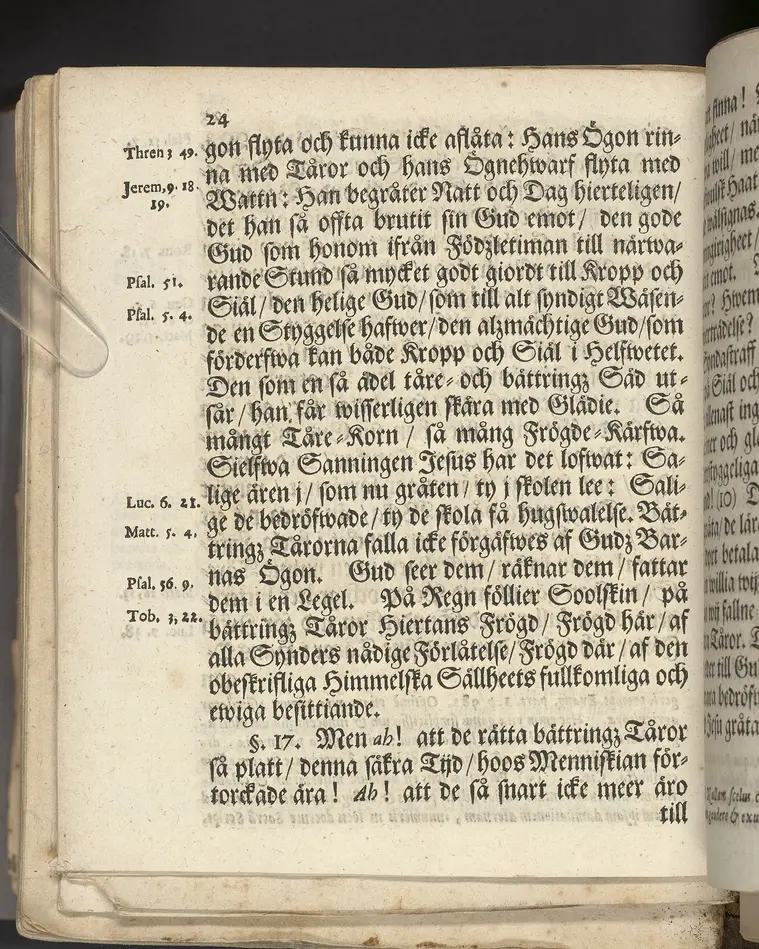 24
gon flyta och kunna icke aflåta: Hans Ögon rin-
Thren 3 49.
na med Tåror och hans Ögnehwarf flyta med
Jerem. 9. 18
19.
Wattn: Han begråter Natt och Dag hierteligen/
det han så offta brutit sin Gud emot/ den gode
Gud som honom ifrån Födzletiman till närwa-
rande Stund så mycket godt giordt till Kropp och
Psal. 51.
Siäl/ den helige Gud/ som till alt syndigt Wäsen-
Psal. 5. 4.
de en Styggelse hafwer/ den alzmächtige Gud/ som
förderfwa kan både Kropp och Siäl i Helfwetet.
Den som en så ädel tåre- och bättringz Säd ut-
sår/ han får wisserligen skära med Glädie. Så
mångt Tåre-Korn/ så mång Frögde-Kärfwa.
Sielfwa Sanningen Jesus har det lofwat: Sa-
lige ären j/ som nu gråten/ ty j skolen lee: Sali-
Luc. 6. 21.
ge de bedröfwade/ ty de skola få hugswalelse. Bät-
Matt. 5. 4.
tringz Tårorna falla icke förgäfwes af Gudz Bar-
nas Ögon. Gud seer dem/ räknar dem/ fattar
Psal. 56. 9.
dem i en Legel. På Regn föllier Soolskin/ på
Tob. 3, 22.
bättringz Tåror Hiertans Frögd/ Frögd här/ af
alla Synders nådige Förlåtelse/ Frögd där/ af den
obeskrifliga Himmelska Sällheets fullkomliga och
ewiga besittiande.
§. 17. Men ah! att de rätta bättringz Tåror
så platt/ denna säkra Tijd/ hoos Menniskian för-
torckade ära! Ah! att de så snart icke meer äro
till